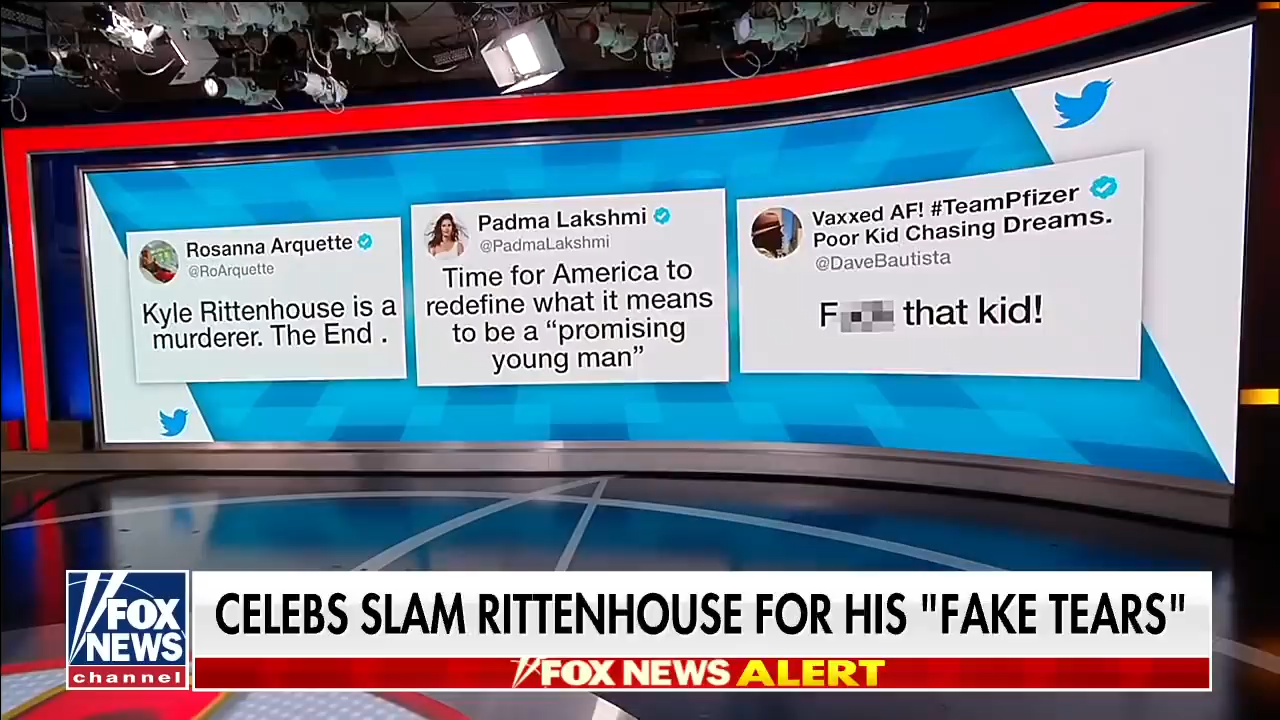 Rosanna Arquette
@RoArquette
Kyle Rittenhouse is a
murderer. The End .
Padma Lakshmi
@PadmaLakshmi
Time for America to
redefine what it means
to be a “promising
young man”
Vaxxed AF! #TeamPfizer
Poor Kid Chasing Dreams.
@DaveBautista
F that kid!
FOX
NEWS
channel
CELEBS SLAM RITTENHOUSE FOR HIS "FAKE TEARS"
FOX NEWS ALERT